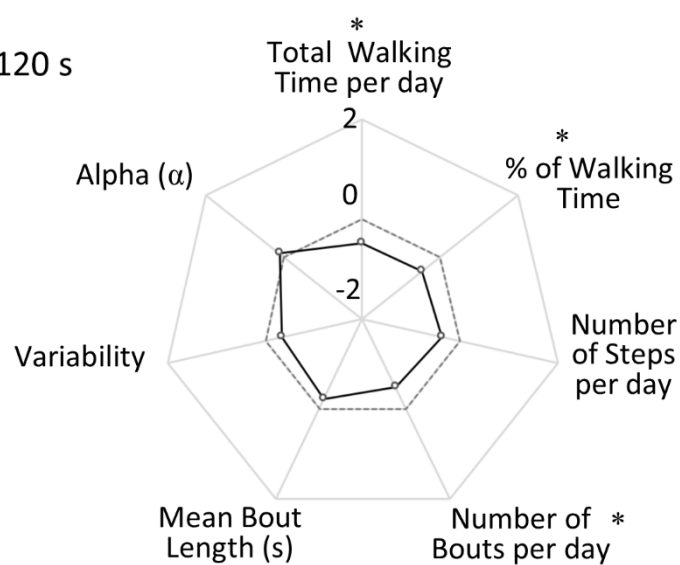 120 s
*
Total Walking
Time per day
2
0
-2
*
% of Walking
Time
Alpha (α)
Number
of Steps
per day
Variability
Mean Bout
Length (s)
Number of *
Bouts per day